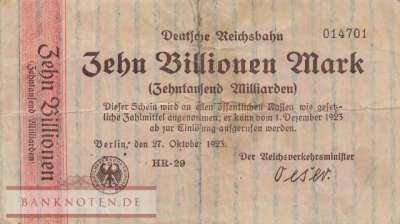 Deutsche Reichsbahn
014701
Zehn Billionen Mark
(Zehntausend Milliarden)
Dieser Schein wird an allen öffentlichen Kassen wie gesetz-
liche Zahlmittel angenommen; er kann vom 1. Dezember 1923
ab zur Einlösung aufgerufen werden.
Berlin, den 27. Oktober 1923.
HR-29
Der Reichsverkehrsminister
Oeser.
Zehn Billionen
Zehntausend Milliarden
BANKNOTEN.DE